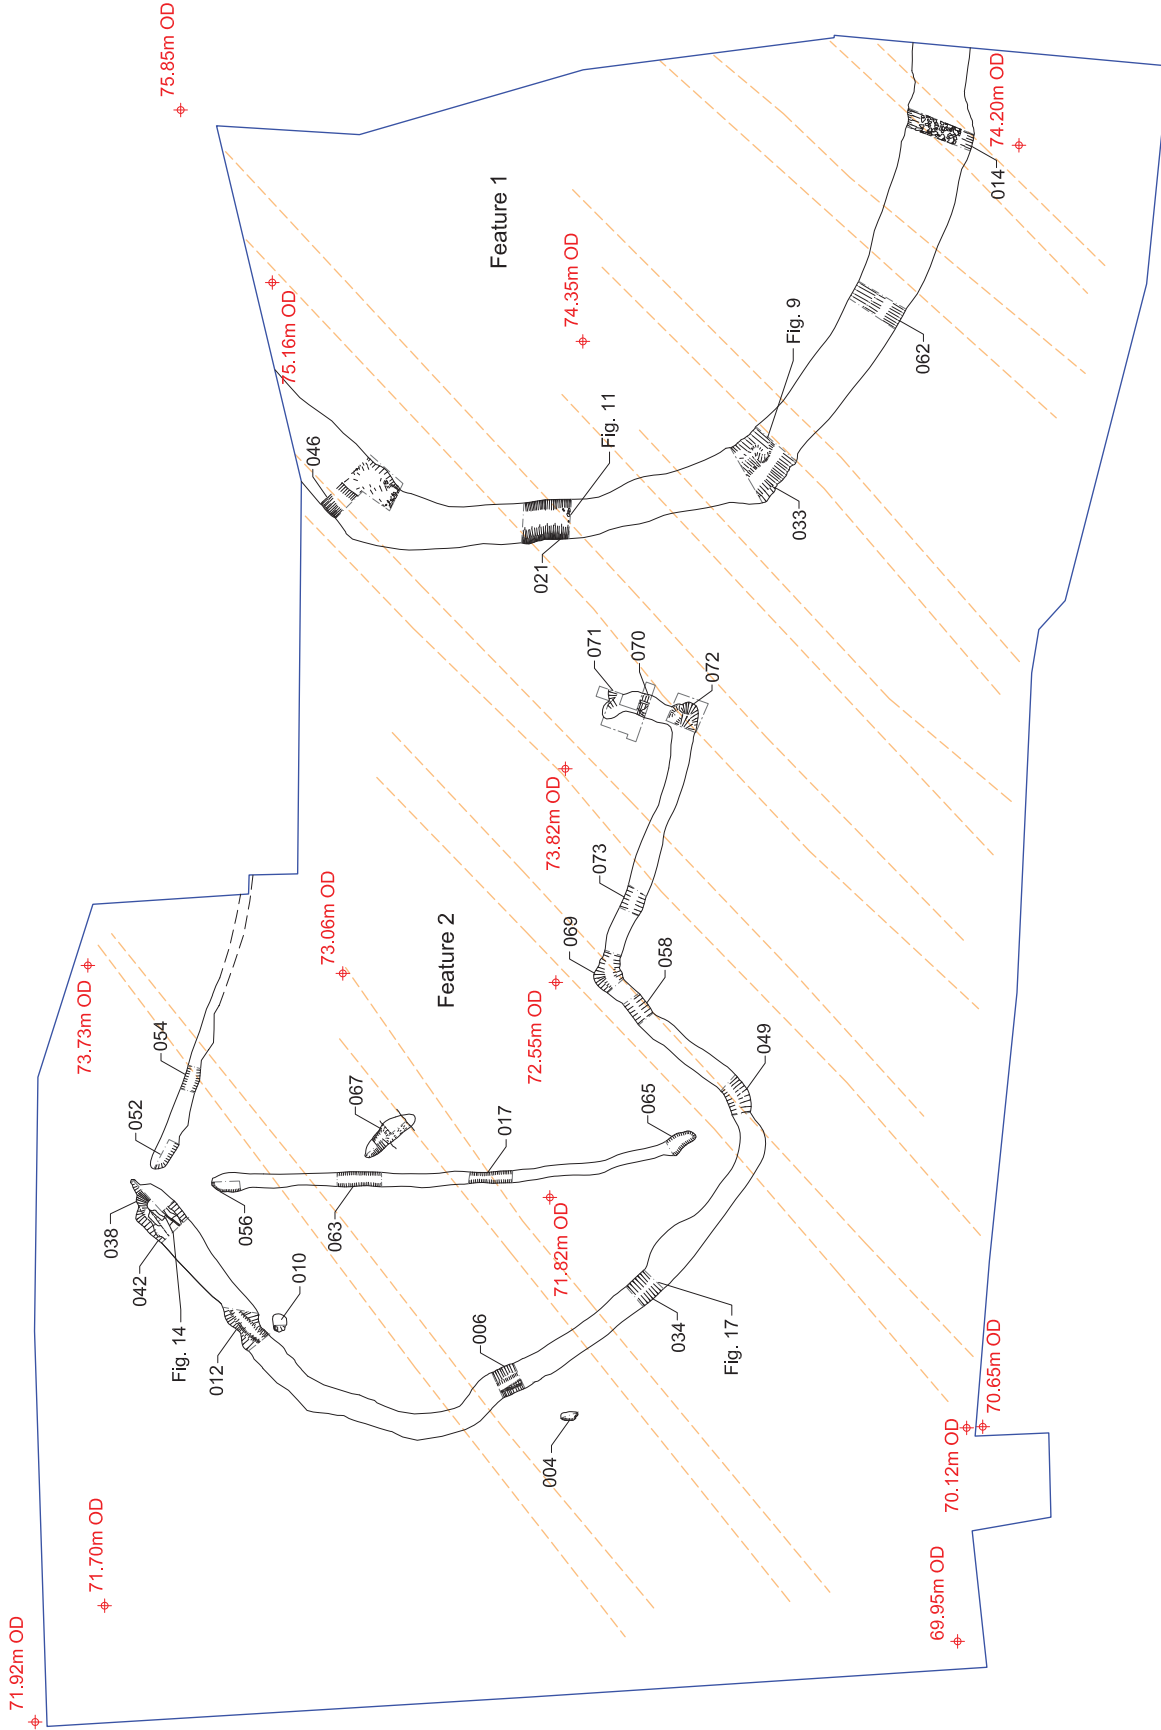 75.85m OD
75.16m OD
74.20m OD
74.35m OD
Feature 1
014
062
Fig. 9
033
Fig. 11
021
046
071
070
072
73.82m OD
073
069
058
049
73.06m OD
Feature 2
72.55m OD
73.73m OD
054
052
067
017
065
056
063
71.82m OD
038
042
Fig. 14
012
010
006
034
Fig. 17
004
70.65m OD
70.12m OD
69.95m OD
71.70m OD
71.92m OD